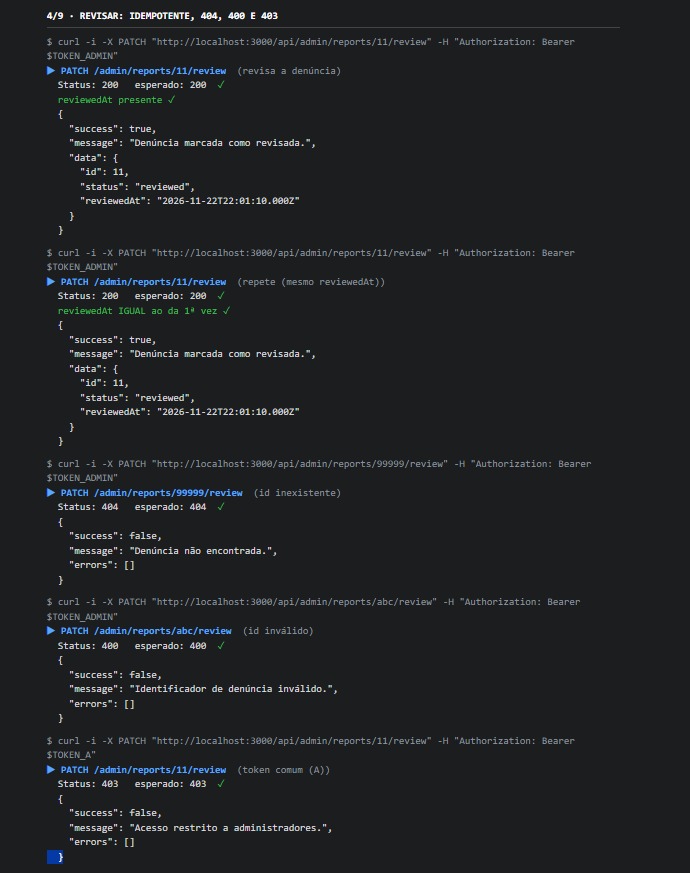 4/9 · REVISAR: IDEMPOTENTE, 404, 400 E 403
$ curl -i -X PATCH "http://localhost:3000/api/admin/reports/11/review" -H "Authorization: Bearer
$TOKEN_ADMIN"
▶ PATCH /admin/reports/11/review (revisa a denúncia)
Status: 200 esperado: 200 ✓
reviewedAt presente ✓
{
"success": true,
"message": "Denúncia marcada como revisada.",
"data": {
"id": 11,
"status": "reviewed",
"reviewedAt": "2026-11-22T22:01:10.000Z"
}
}
$ curl -i -X PATCH "http://localhost:3000/api/admin/reports/11/review" -H "Authorization: Bearer
$TOKEN_ADMIN"
▶ PATCH /admin/reports/11/review (repete (mesmo reviewedAt))
Status: 200 esperado: 200 ✓
reviewedAt IGUAL ao da 1ª vez ✓
{
"success": true,
"message": "Denúncia marcada como revisada.",
"data": {
"id": 11,
"status": "reviewed",
"reviewedAt": "2026-11-22T22:01:10.000Z"
}
}
$ curl -i -X PATCH "http://localhost:3000/api/admin/reports/99999/review" -H "Authorization: Bearer
$TOKEN_ADMIN"
▶ PATCH /admin/reports/99999/review (id inexistente)
Status: 404 esperado: 404 ✓
{
"success": false,
"message": "Denúncia não encontrada.",
"errors": []
}
$ curl -i -X PATCH "http://localhost:3000/api/admin/reports/abc/review" -H "Authorization: Bearer
$TOKEN_ADMIN"
▶ PATCH /admin/reports/abc/review (id inválido)
Status: 400 esperado: 400 ✓
{
"success": false,
"message": "Identificador de denúncia inválido.",
"errors": []
}
$ curl -i -X PATCH "http://localhost:3000/api/admin/reports/11/review" -H "Authorization: Bearer
$TOKEN_A"
▶ PATCH /admin/reports/11/review (token comum (A))
Status: 403 esperado: 403 ✓
{
"success": false,
"message": "Acesso restrito a administradores.",
"errors": []
}